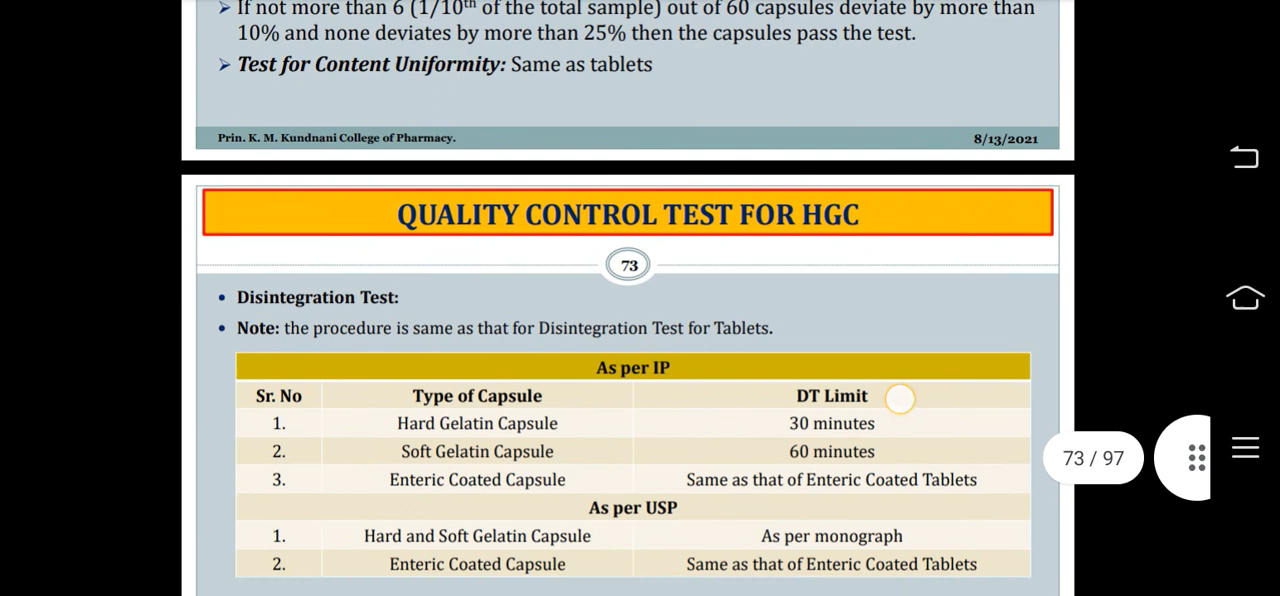 ➢ If not more than 6 (1/10th of the total sample) out of 60 capsules deviate by more than
10% and none deviates by more than 25% then the capsules pass the test.
➢ Test for Content Uniformity: Same as tablets
Prin. K. M. Kundnani College of Pharmacy. 8/13/2021
QUALITY CONTROL TEST FOR HGC
73
• Disintegration Test:
• Note: the procedure is same as that for Disintegration Test for Tablets.
As per IP
Sr. No Type of Capsule DT Limit
1. Hard Gelatin Capsule 30 minutes
2. Soft Gelatin Capsule 60 minutes
3. Enteric Coated Capsule Same as that of Enteric Coated Tablets
As per USP
1. Hard and Soft Gelatin Capsule As per monograph
2. Enteric Coated Capsule Same as that of Enteric Coated Tablets
73 / 97